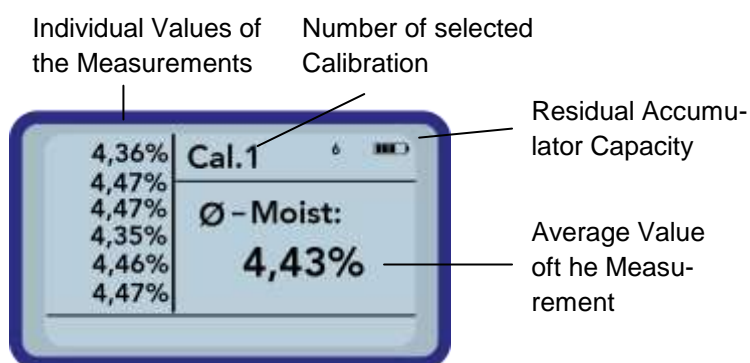 Individual Values of
the Measurements
Number of selected
Calibration
Residual Accumu-
lator Capacity
4,36%
4,47%
4,47%
4,35%
4,46%
4,47%
Cal.1
6
Ø-Moist:
4,43%
Average Value
oft he Measu-
rement